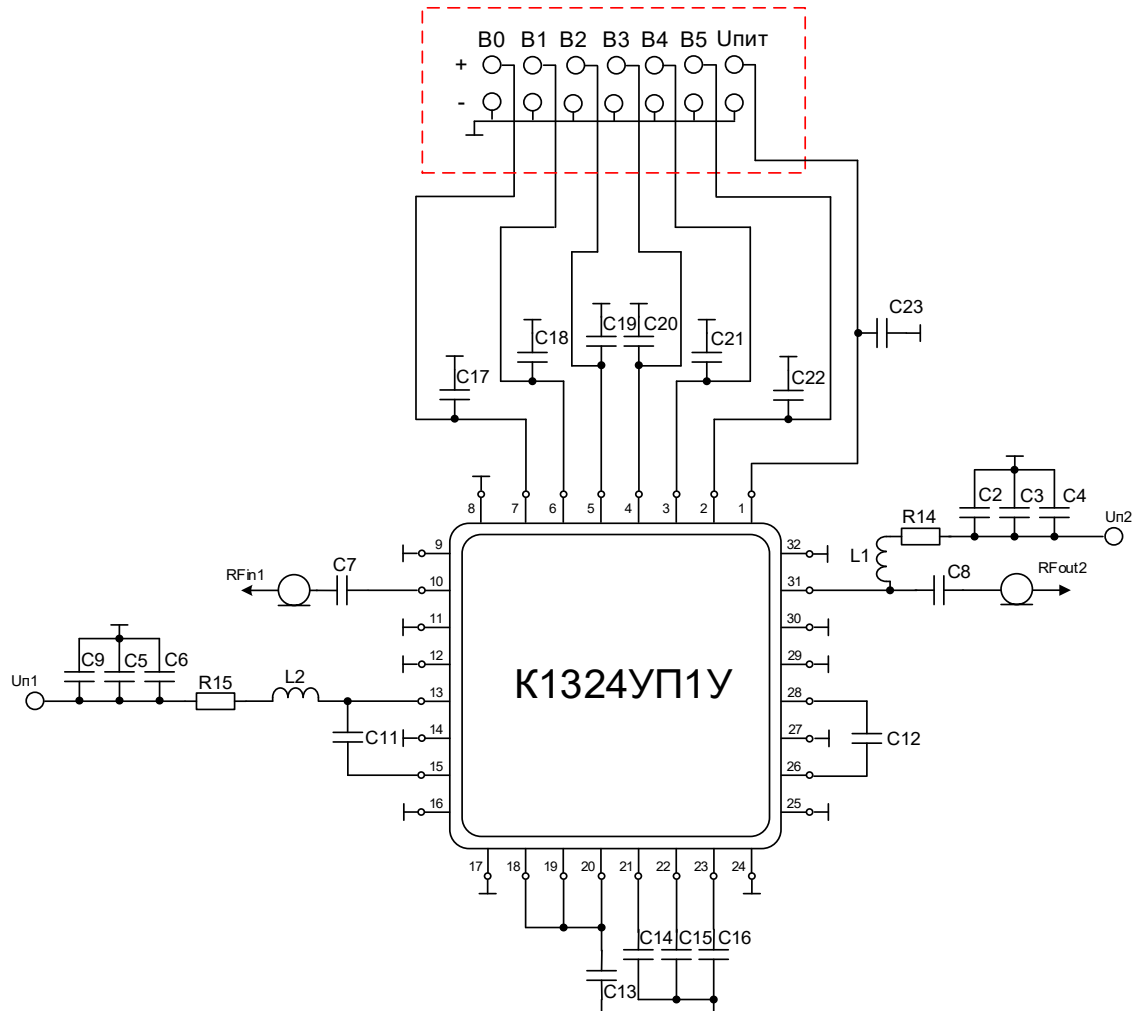 B0 B1 B2 B3 B4 B5 Uпит
+
-
C23
C19 C20
C18 C21
C17 C22
8 7 6 5 4 3 2 1
C2 C3 C4
R14 Uп2
9 32
L1
RFin1 C7 10 31 C8 RFout2
11 30
12 29
C9 C5 C6
Uп1 R15 L2 13 28
К1324УП1У
C11 14 27 C12
15 26
16 25
17 18 19 20 21 22 23 24
C14 C15 C16
C13